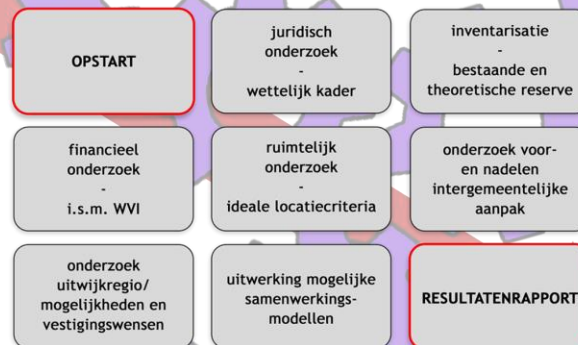 OPSTART
juridisch
onderzoek
-
wettelijk kader
inventarisatie
-
bestaande en
theoretische reserve
financieel
onderzoek
-
i.s.m. WVI
ruimtelijk
onderzoek
-
ideale locatiecriteria
onderzoek voor-
en nadelen
intergemeentelijke
aanpak
onderzoek
uitwijkregio/
mogelijkheden en
vestigingswensen
uitwerking mogelijke
samenwerkings-
modellen
RESULTATENRAPPORT